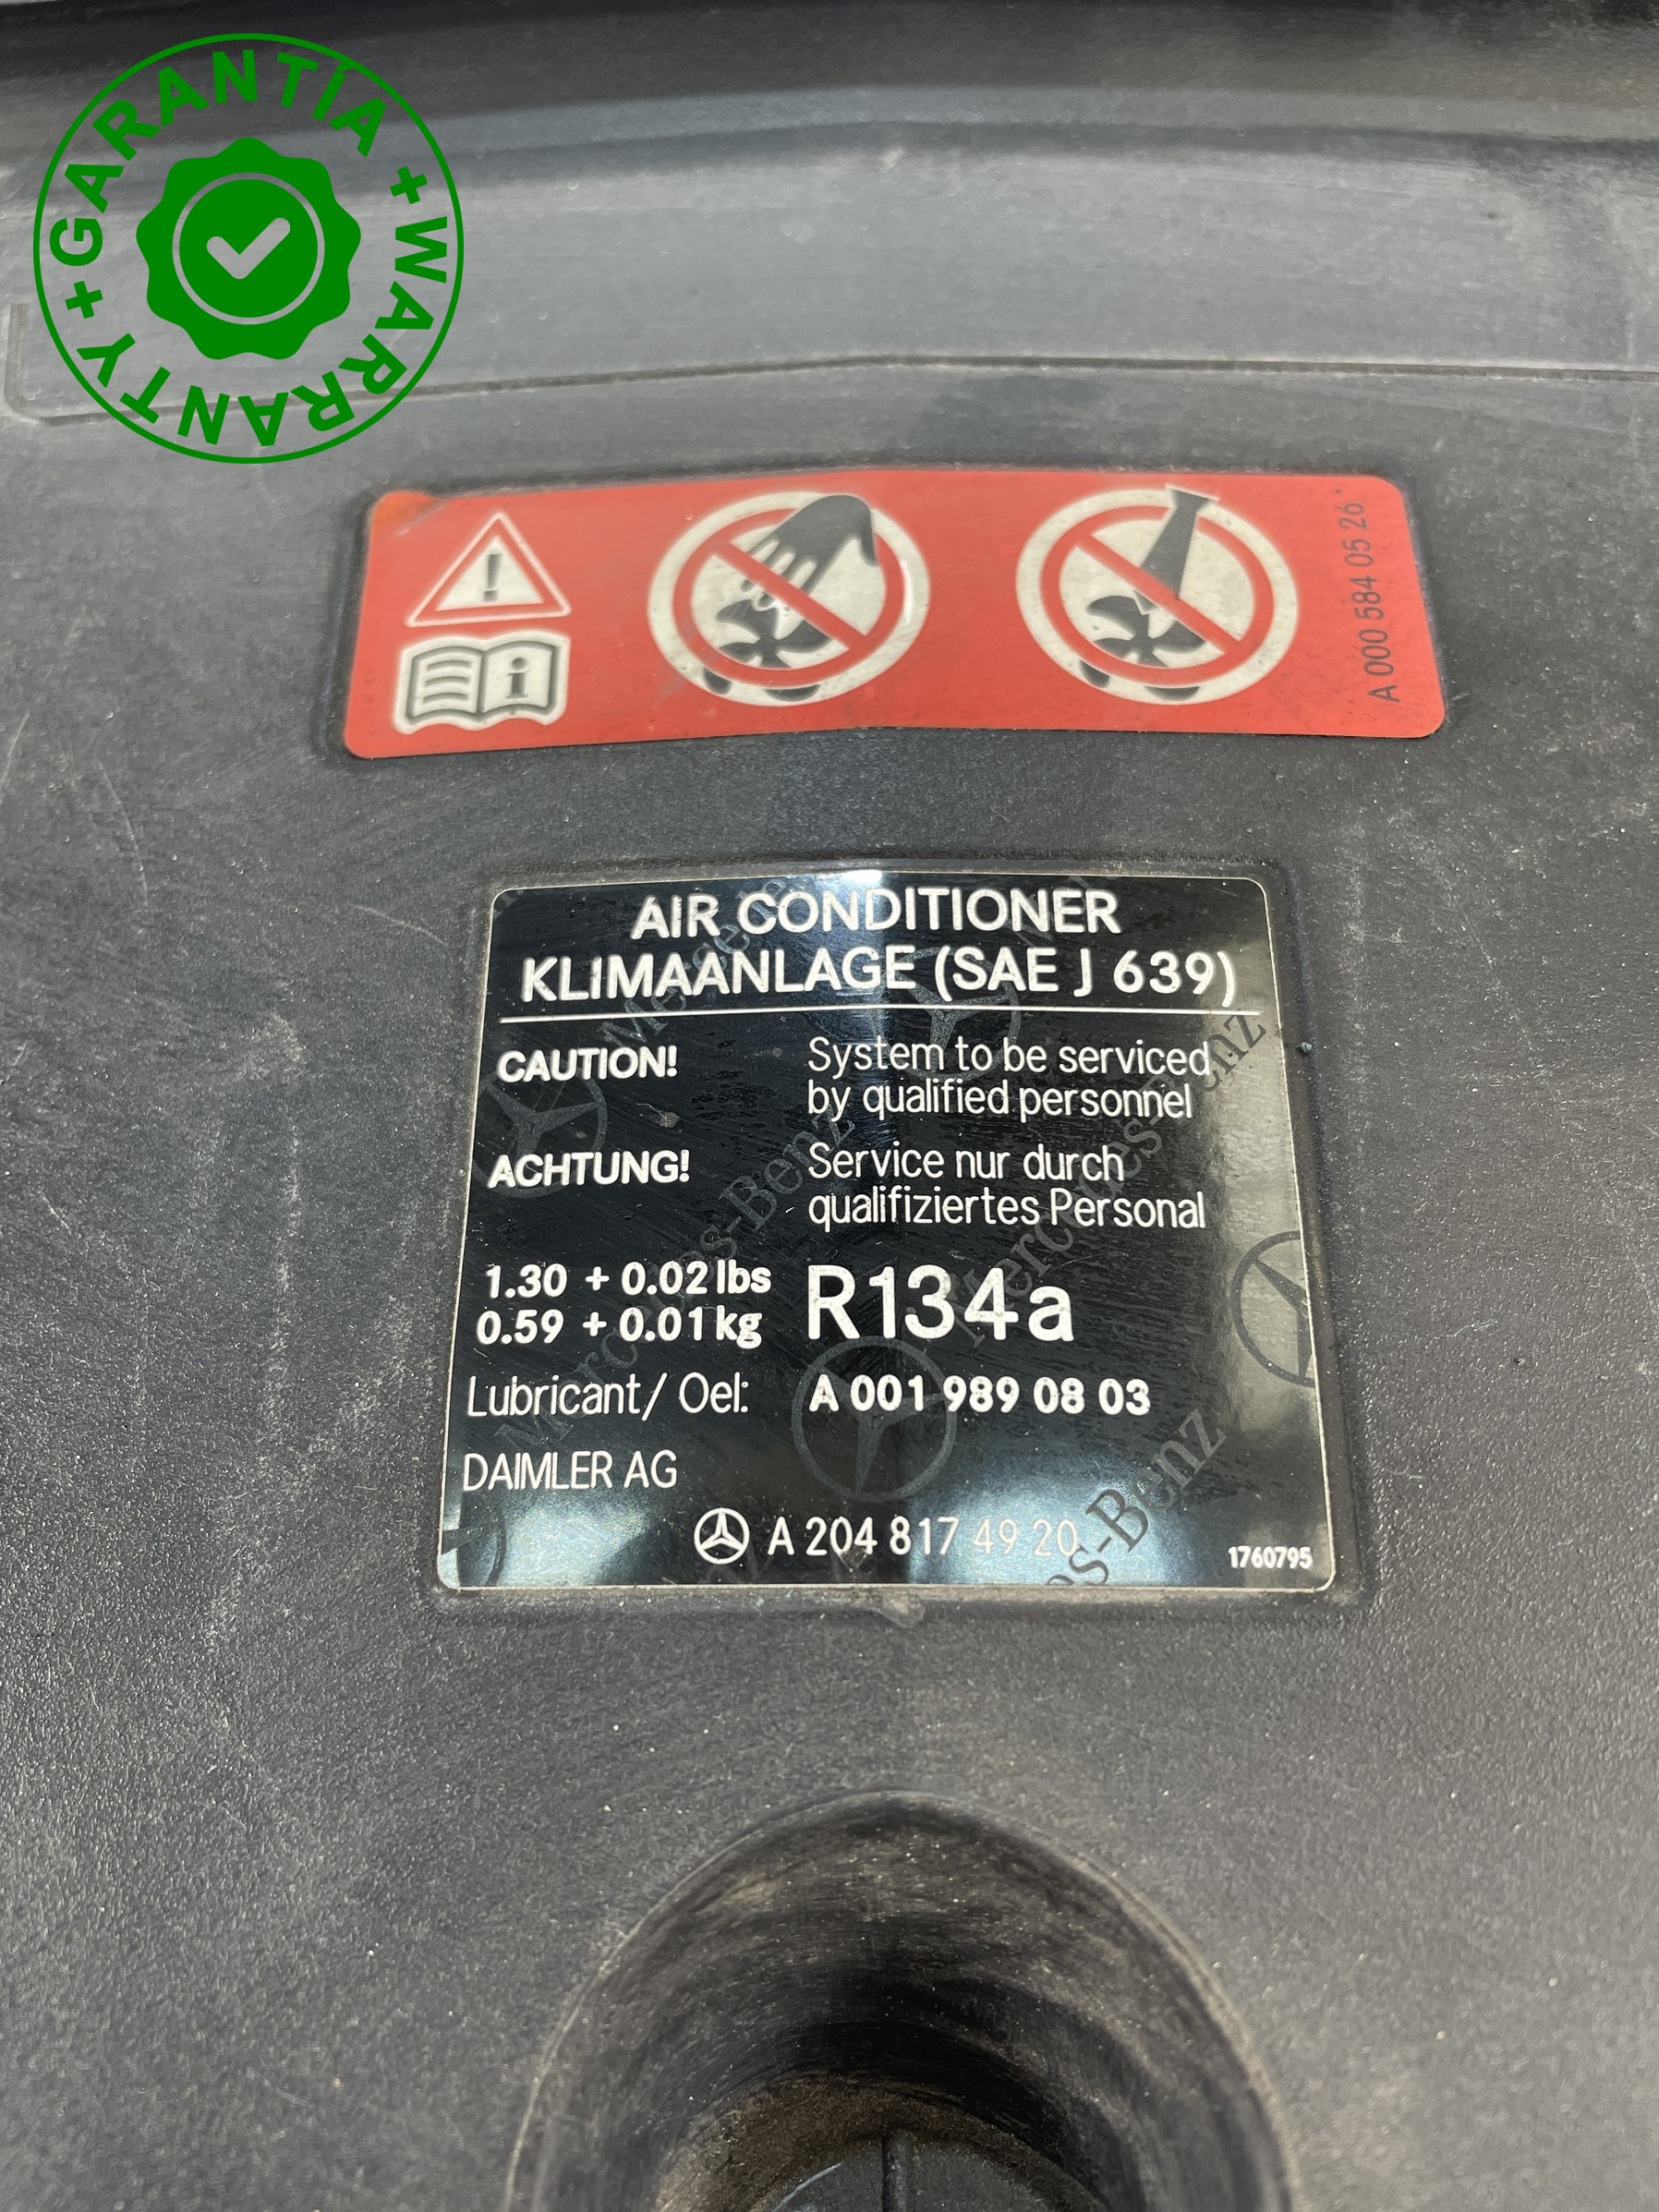 +GARANTÍA+WARRANTY
A 000 584 05 26
AIR CONDITIONER
KLIMAANLAGE (SAE J 639)
CAUTION! System to be serviced
by qualified personnel
ACHTUNG! Service nur durch
qualifiziertes Personal
1.30 + 0.02 lbs R134a
0.59 + 0.01 kg
Lubricant/ Oel: A 001 989 08 03
DAIMLER AG
A 204 817 49 20
1760795
Mercedes-Benz
Mercedes-Benz